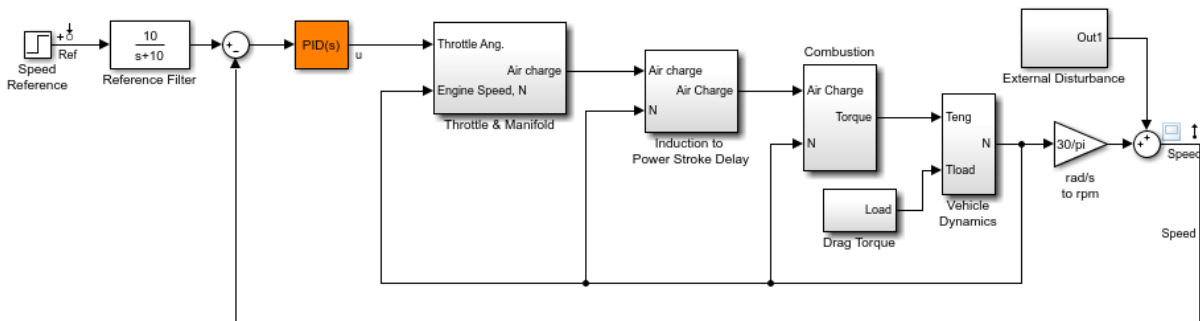 Ref
Speed
Reference
10
s+10
Reference Filter
+
−
PID(s)
u
Throttle Ang.
Air charge
Engine Speed, N
Throttle & Manifold
Air charge
Air Charge
N
Induction to
Power Stroke Delay
Combustion
Air Charge
Torque
N
Load
Drag Torque
Teng
N
Tload
Vehicle
Dynamics
Out1
External Disturbance
30/pi
rad/s
to rpm
+
+
Speed
Speed